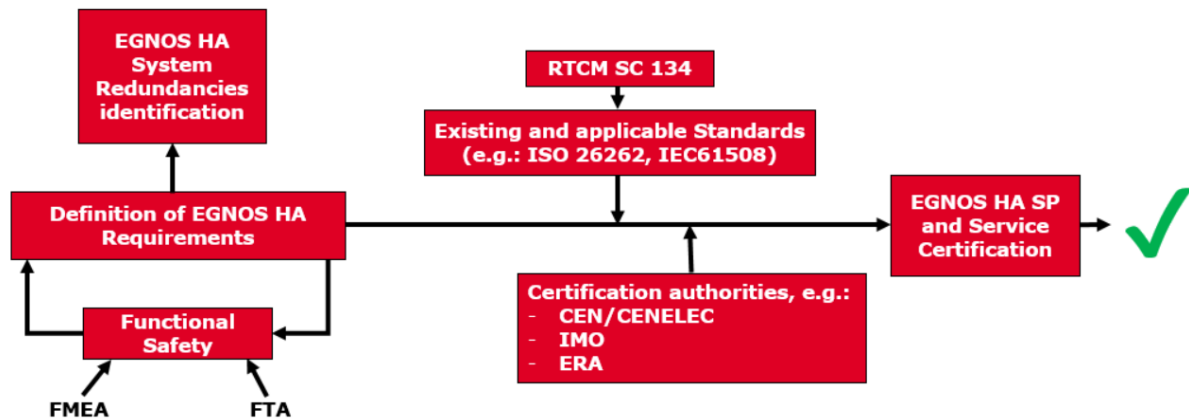 EGNOS HA
System
Redundancies
identification
RTCM SC 134
Existing and applicable Standards
(e.g.: ISO 26262, IEC61508)
Definition of EGNOS HA
Requirements
EGNOS HA SP
and Service
Certification
Certification authorities, e.g.:
- CEN/CENELEC
- IMO
- ERA
Functional
Safety
FMEA
FTA